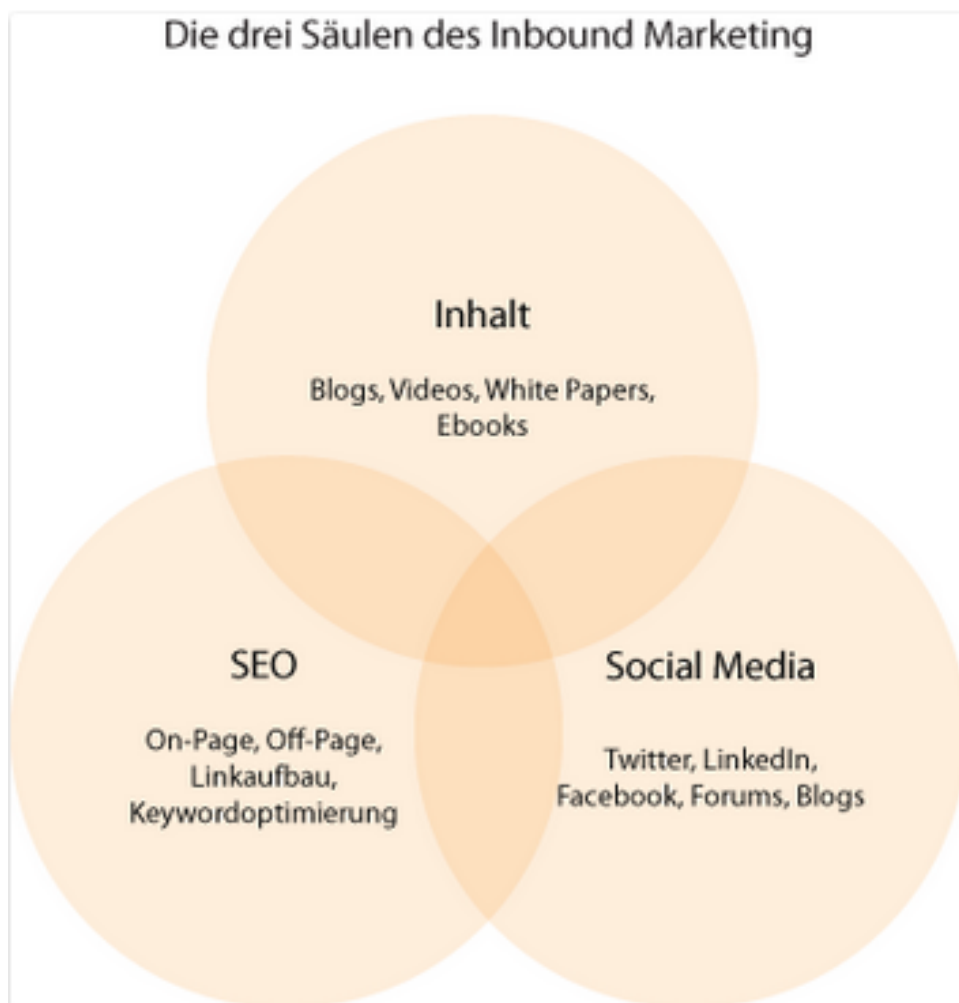 Die drei Säulen des Inbound Marketing
Inhalt
Blogs, Videos, White Papers,
Ebooks
SEO
On-Page, Off-Page,
Linkaufbau,
Keywordoptimierung
Social Media
Twitter, LinkedIn,
Facebook, Forums, Blogs